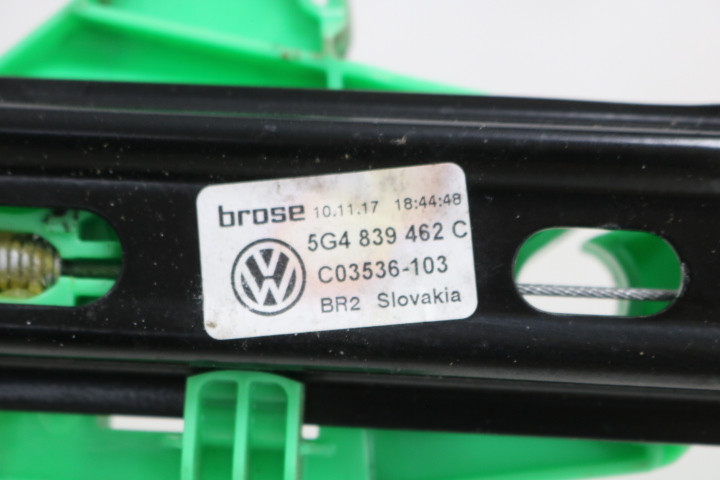 brose 10.11.17 18:44:48
5G4 839 462 C
C03536-103
BR2 Slovakia